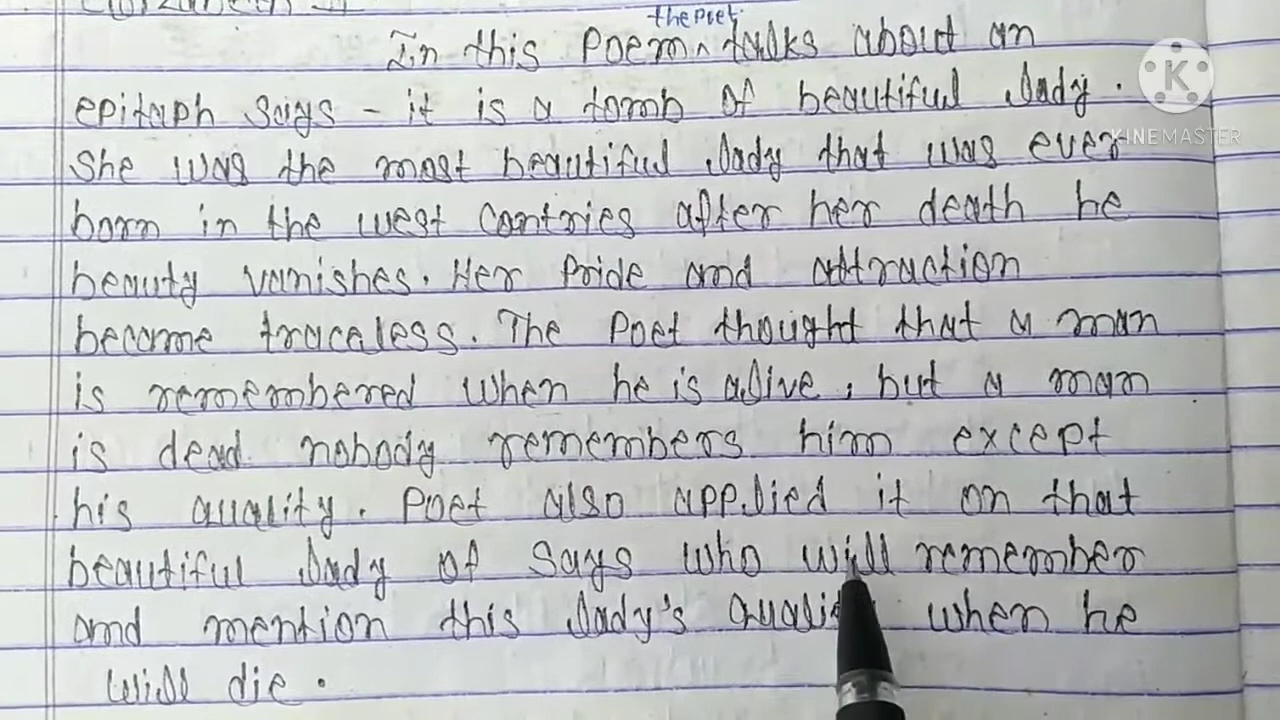 the Poet.
In this Poem ^ talks about an
epitaph says - it is a tomb of beautiful lady.
She was the most beautiful lady that was ever
born in the west contries after her death he
beauty vanishes. Her Pride and attraction
become traceless. The Poet thought that a man
is remembered when he is alive, but a man
is dead nobody remembers him except
his quality. Poet also applied it on that
beautiful lady of says who will remember
and mention this lady's when he
will die.
K
KINEMASTER